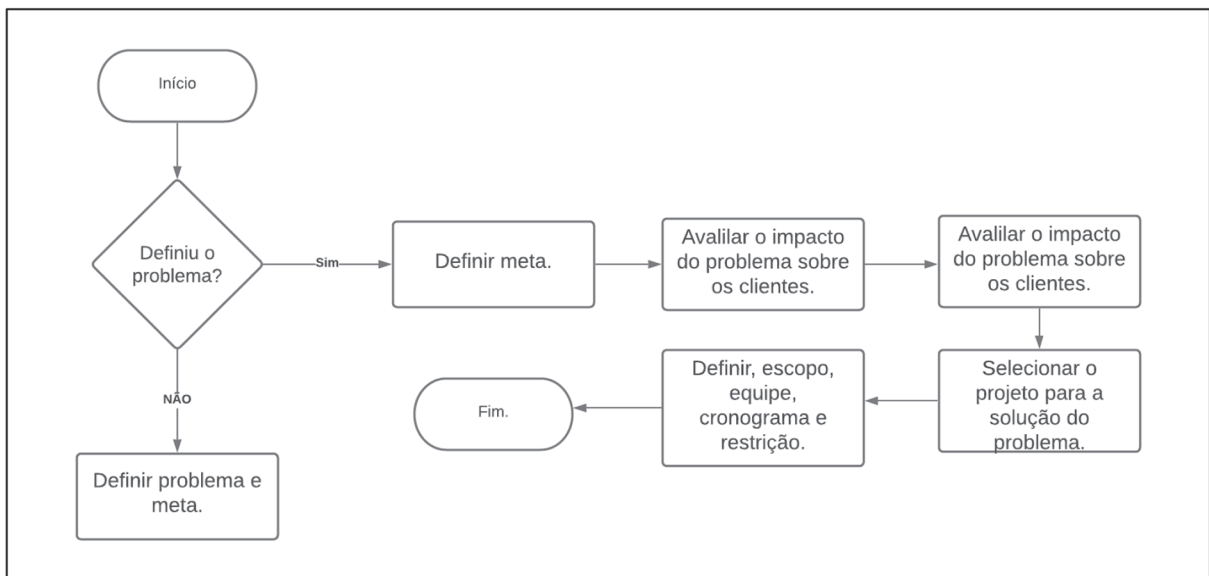 Início
Definiu o
problema?
Sim
Definir meta.
Avalilar o impacto
do problema sobre
os clientes.
Avalilar o impacto
do problema sobre
os clientes.
Selecionar o
projeto para a
solução do
problema.
Definir, escopo,
equipe,
cronograma e
restrição.
Fim.
NÃO
Definir problema e
meta.